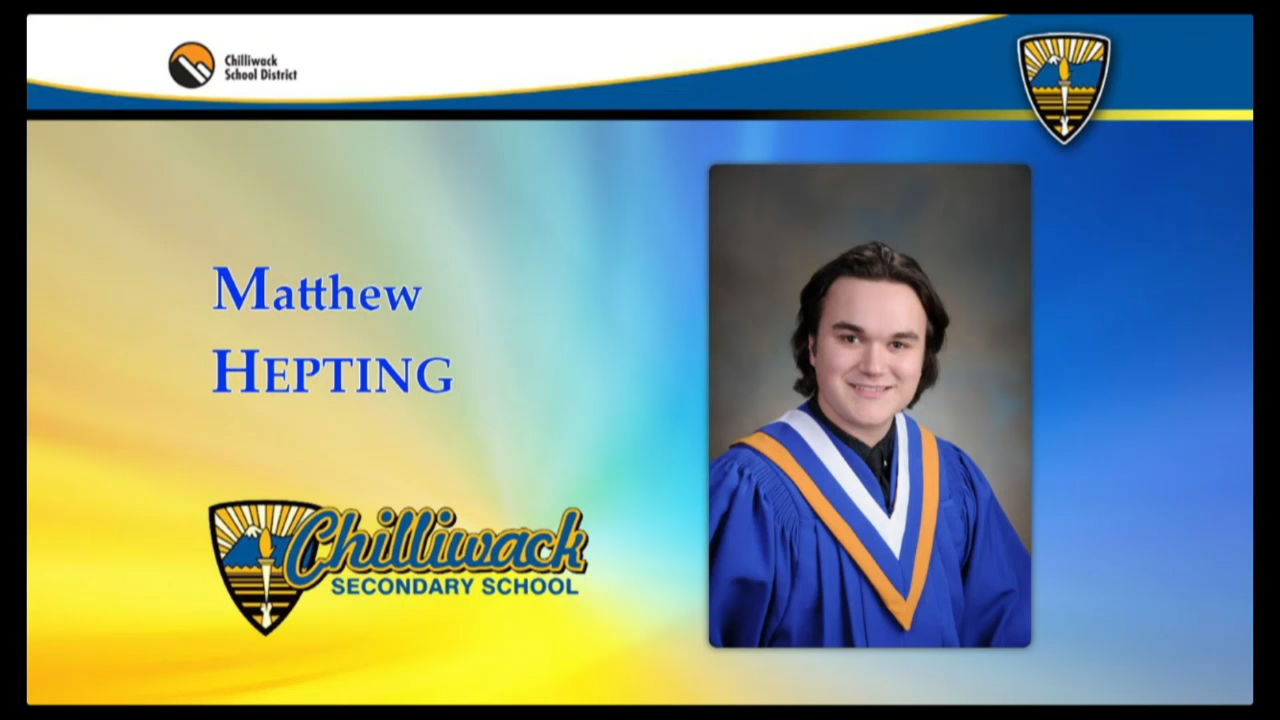 Chilliwack
School District
Matthew
HEPTING
Chilliwack
SECONDARY SCHOOL